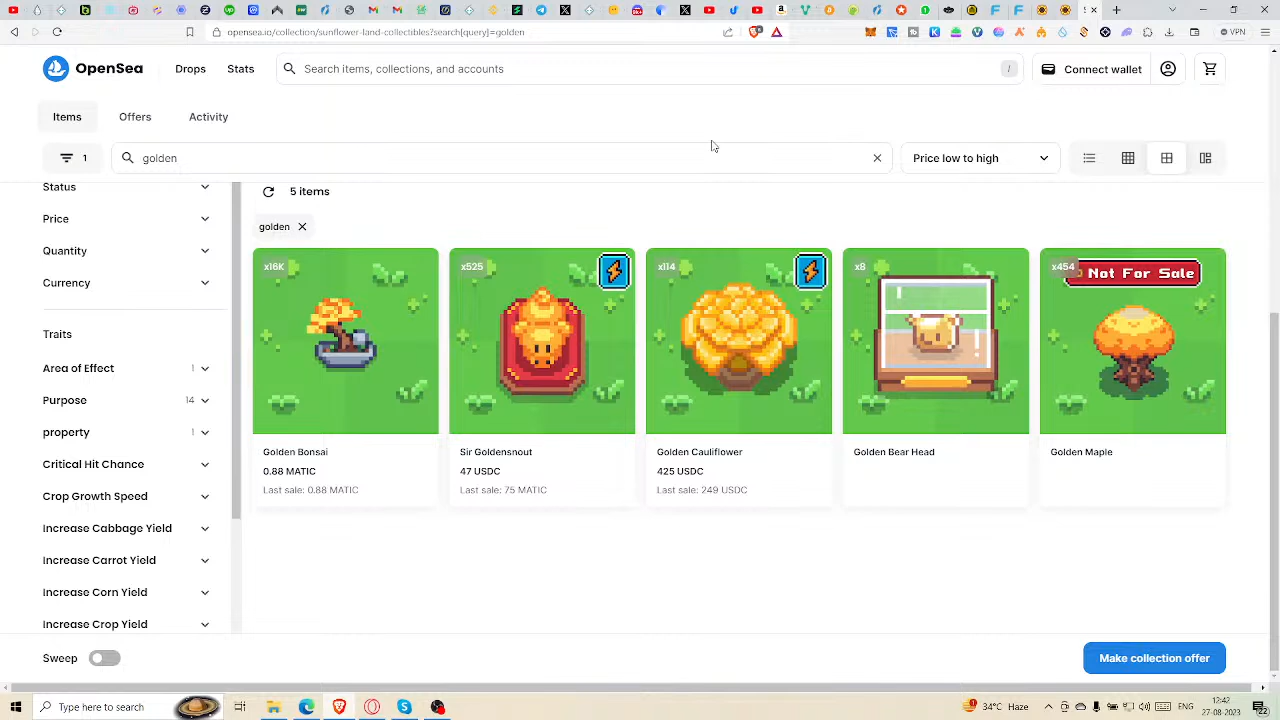 opensea.io/collection/sunflower-land-collectibles?search[query]=golden
VPN
OpenSea
Drops
Stats
Search items, collections, and accounts
/
Connect wallet
Items
Offers
Activity
1
golden
Price low to high
Status
Price
Quantity
Currency
Traits
Area of Effect 1
Purpose 14
property 1
Critical Hit Chance
Crop Growth Speed
Increase Cabbage Yield
Increase Carrot Yield
Increase Corn Yield
Increase Crop Yield
5 items
golden
x16K
Golden Bonsai
0.88 MATIC
Last sale: 0.88 MATIC
x525
Sir Goldensnout
47 USDC
Last sale: 75 MATIC
x114
Golden Cauliflower
425 USDC
Last sale: 249 USDC
x8
Golden Bear Head
x454
Not For Sale
Golden Maple
Sweep
Make collection offer
Type here to search
34°C Haze
ENG
12:42
27-08-2023
22